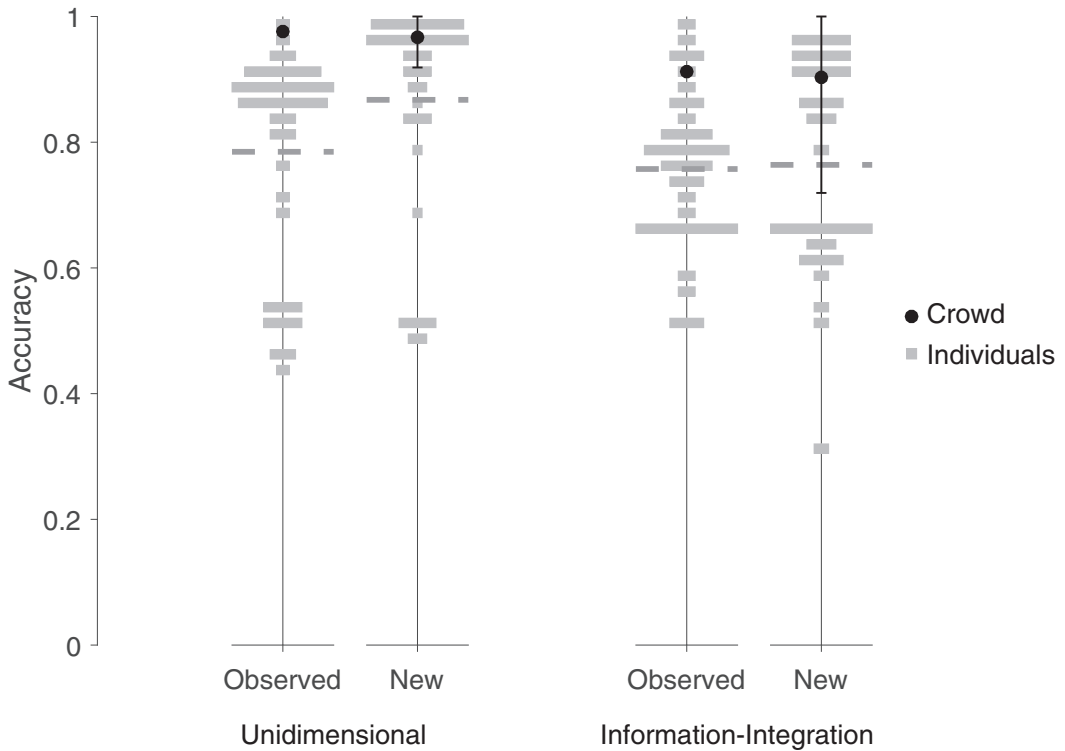 1
0.8
0.6
0.4
0.2
0
Accuracy
Crowd
Individuals
Observed New Observed New
Unidimensional Information-Integration